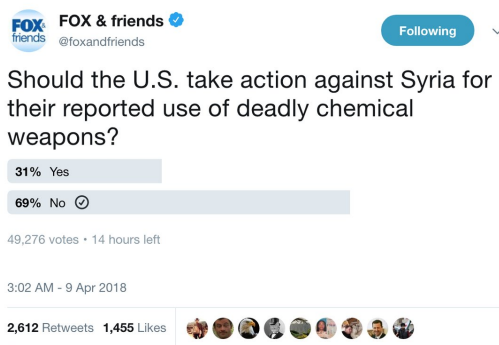 FOX&
friends
FOX & friends
@foxandfriends
Following
Should the U.S. take action against Syria for
their reported use of deadly chemical
weapons?
31% Yes
69% No
49,276 votes • 14 hours left
3:02 AM - 9 Apr 2018
2,612 Retweets 1,455 Likes